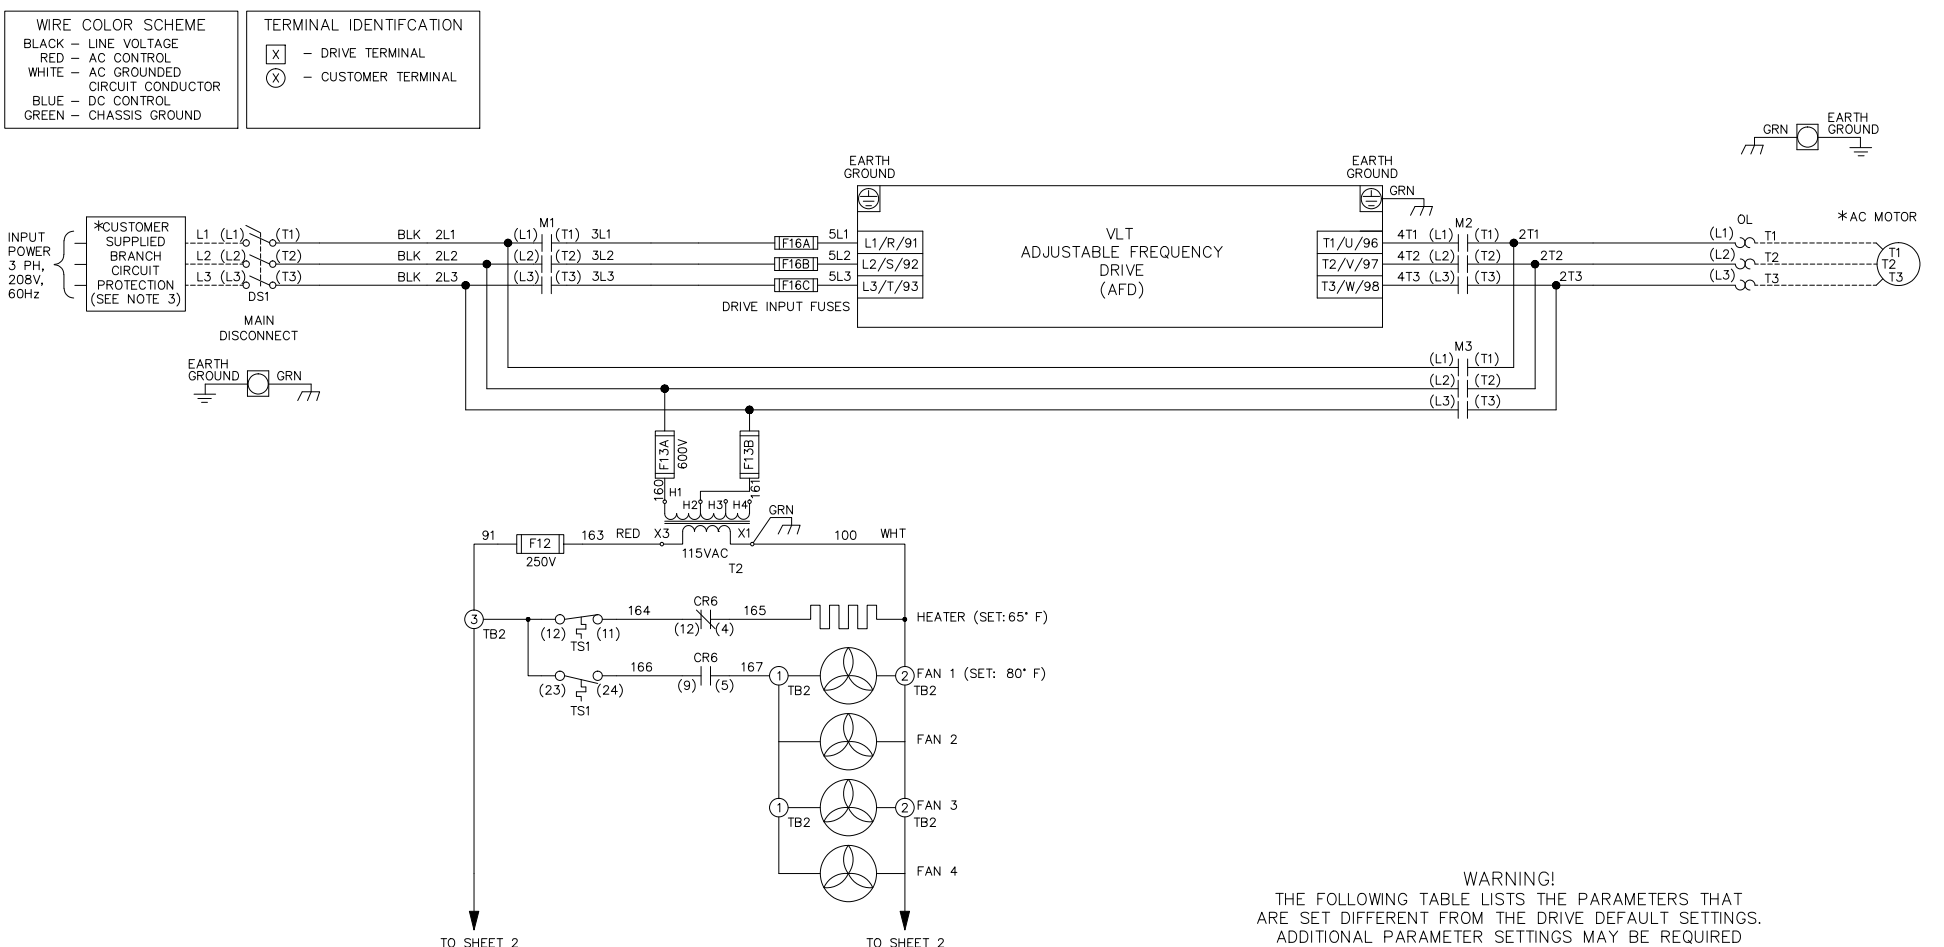 WIRE COLOR SCHEME
BLACK – LINE VOLTAGE
RED – AC CONTROL
WHITE – AC GROUNDED
CIRCUIT CONDUCTOR
BLUE – DC CONTROL
GREEN – CHASSIS GROUND
TERMINAL IDENTIFCATION
X – DRIVE TERMINAL
X – CUSTOMER TERMINAL
GRN
EARTH
GROUND
EARTH
GROUND
EARTH
GROUND
GRN
INPUT
POWER
3 PH,
208V,
60Hz
*CUSTOMER
SUPPLIED
BRANCH
CIRCUIT
PROTECTION
(SEE NOTE 3)
L1 (L1) (T1) BLK 2L1 (L1) M1 (T1) 3L1 F16A 5L1 L1/R/91
L2 (L2) (T2) BLK 2L2 (L2) (T2) 3L2 F16B 5L2 L2/S/92
L3 (L3) (T3) BLK 2L3 (L3) (T3) 3L3 F16C 5L3 L3/T/93
DS1
MAIN
DISCONNECT
DRIVE INPUT FUSES
VLT
ADJUSTABLE FREQUENCY
DRIVE
(AFD)
T1/U/96 4T1 (L1) M2 (T1) 2T1 (L1) OL T1
T2/V/97 4T2 (L2) (T2) 2T2 (L2) T2
T3/W/98 4T3 (L3) (T3) 2T3 (L3) T3
*AC MOTOR
T1
T2
T3
EARTH
GROUND
GRN
M3
(L1) (T1)
(L2) (T2)
(L3) (T3)
F13A
600V
F13B
160
161
H1
H2 H3 H4
GRN
91 F12 163 RED X3 X1 100 WHT
250V
115VAC
T2
3
TB2
(12) (11)
TS1
164
CR6
(12) (4)
165
HEATER (SET:65° F)
(23) (24)
TS1
166
CR6
(9) (5)
167
1
TB2
2
TB2
FAN 1 (SET: 80° F)
FAN 2
1
TB2
2
TB2
FAN 3
FAN 4
TO SHEET 2
TO SHEET 2
WARNING!
THE FOLLOWING TABLE LISTS THE PARAMETERS THAT
ARE SET DIFFERENT FROM THE DRIVE DEFAULT SETTINGS.
ADDITIONAL PARAMETER SETTINGS MAY BE REQUIRED